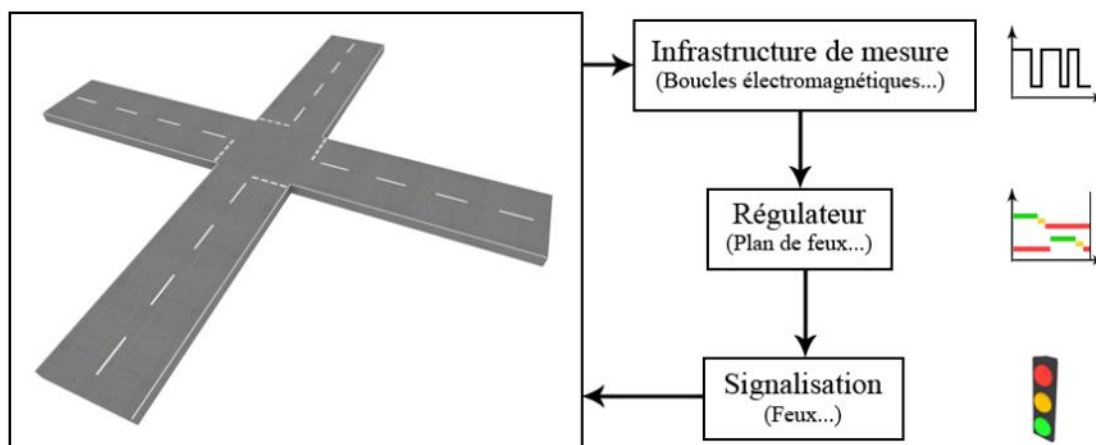 Infrastructure de mesure
(Boucles électromagnétiques...)
Régulateur
(Plan de feux...)
Signalisation
(Feux...)